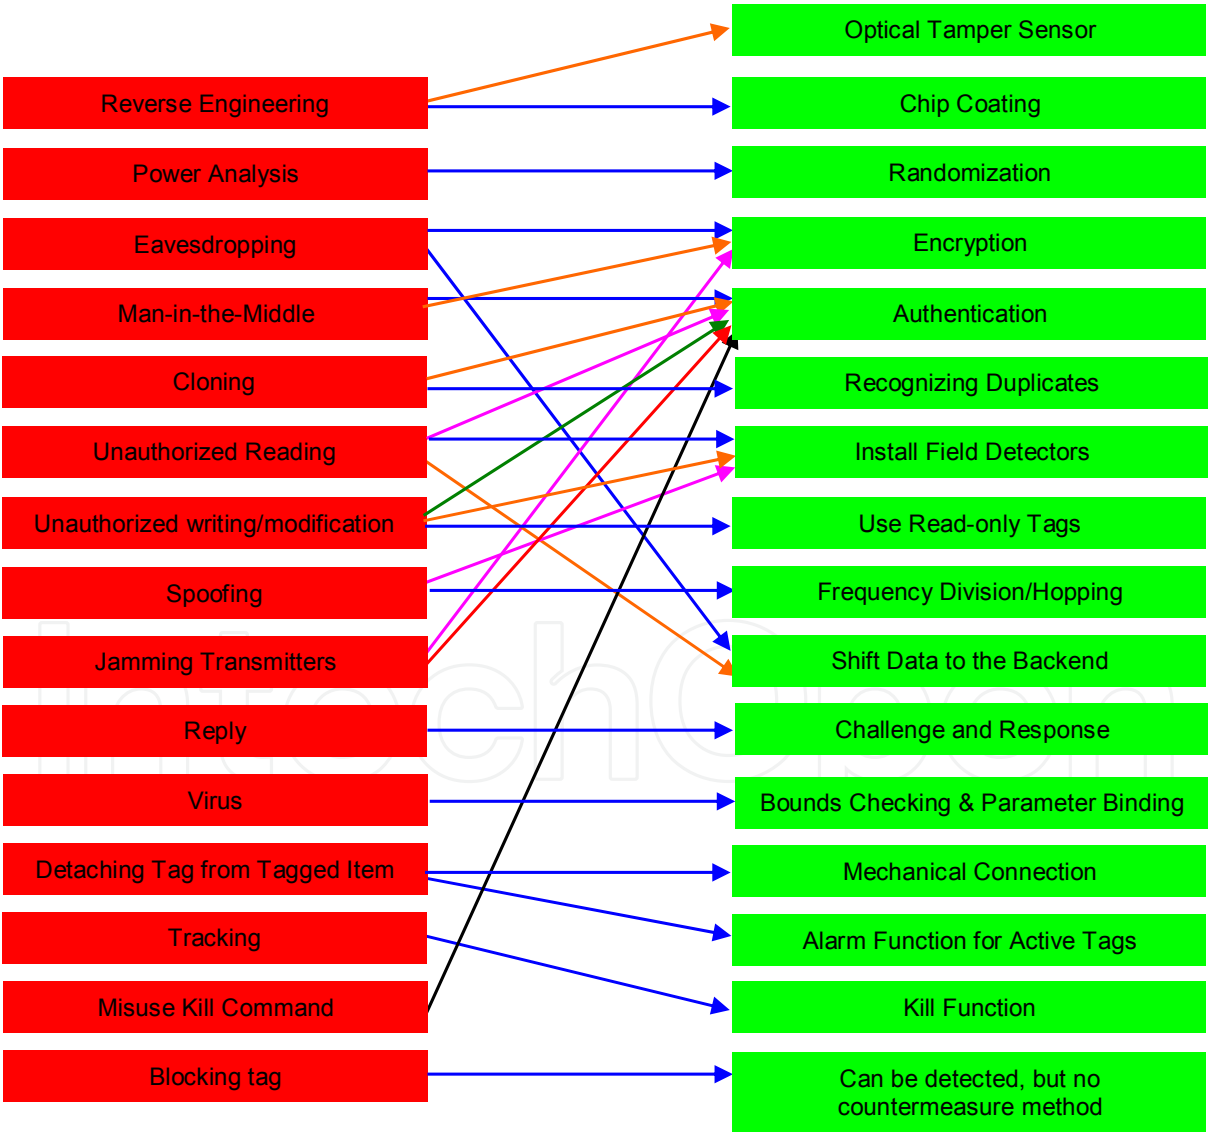 Optical Tamper Sensor
Reverse Engineering
Chip Coating
Power Analysis
Randomization
Eavesdropping
Encryption
Man-in-the-Middle
Authentication
Cloning
Recognizing Duplicates
Unauthorized Reading
Install Field Detectors
Unauthorized writing/modification
Use Read-only Tags
Spoofing
Frequency Division/Hopping
Jamming Transmitters
Shift Data to the Backend
IntechOpen
Reply
Challenge and Response
Virus
Bounds Checking & Parameter Binding
Detaching Tag from Tagged Item
Mechanical Connection
Tracking
Alarm Function for Active Tags
Misuse Kill Command
Kill Function
Blocking tag
Can be detected, but no
countermeasure method